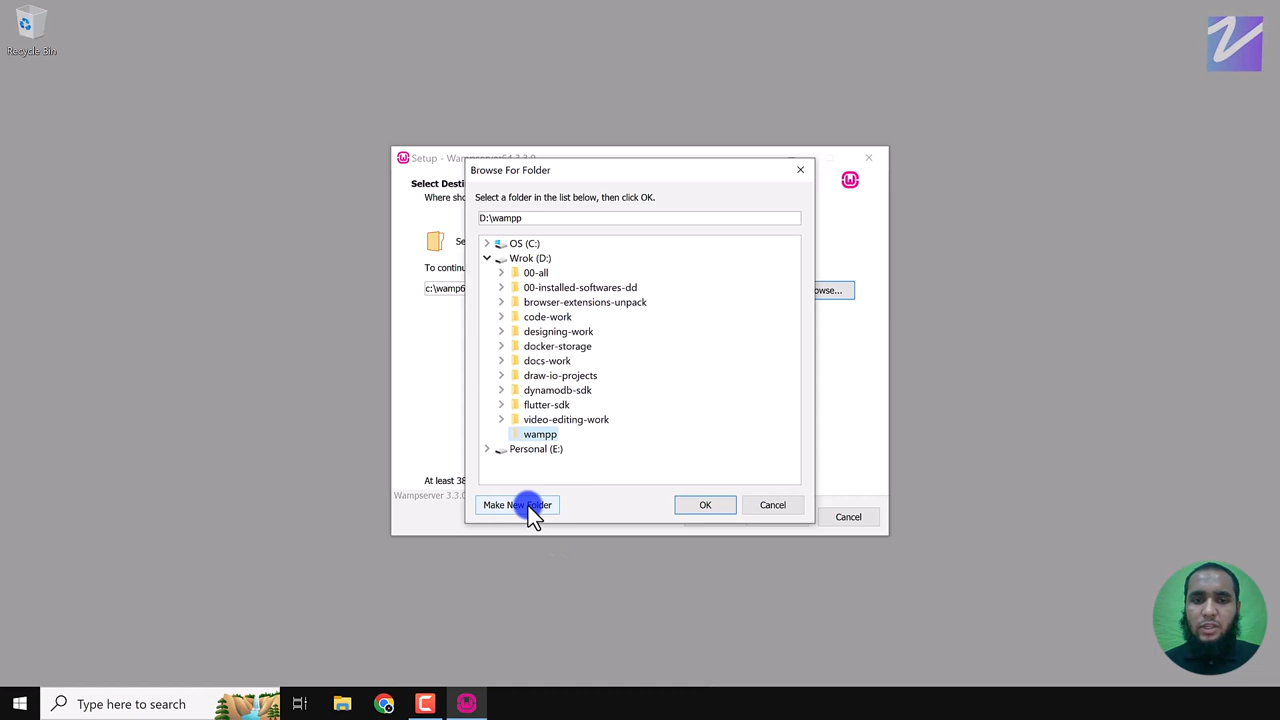 Recycle Bin
Setup - Wampserver64 3.3.0
Browse For Folder
Select Desti
Where sho
Select a folder in the list below, then click OK.
D:\wampp
Se
To continu
c:\wamp6
owse...
OS (C:)
Wrok (D:)
00-all
00-installed-softwares-dd
browser-extensions-unpack
code-work
designing-work
docker-storage
docs-work
draw-io-projects
dynamodb-sdk
flutter-sdk
video-editing-work
wampp
Personal (E:)
At least 38
Wampserver 3.3.0
Make New Folder
OK
Cancel
Cancel
Type here to search